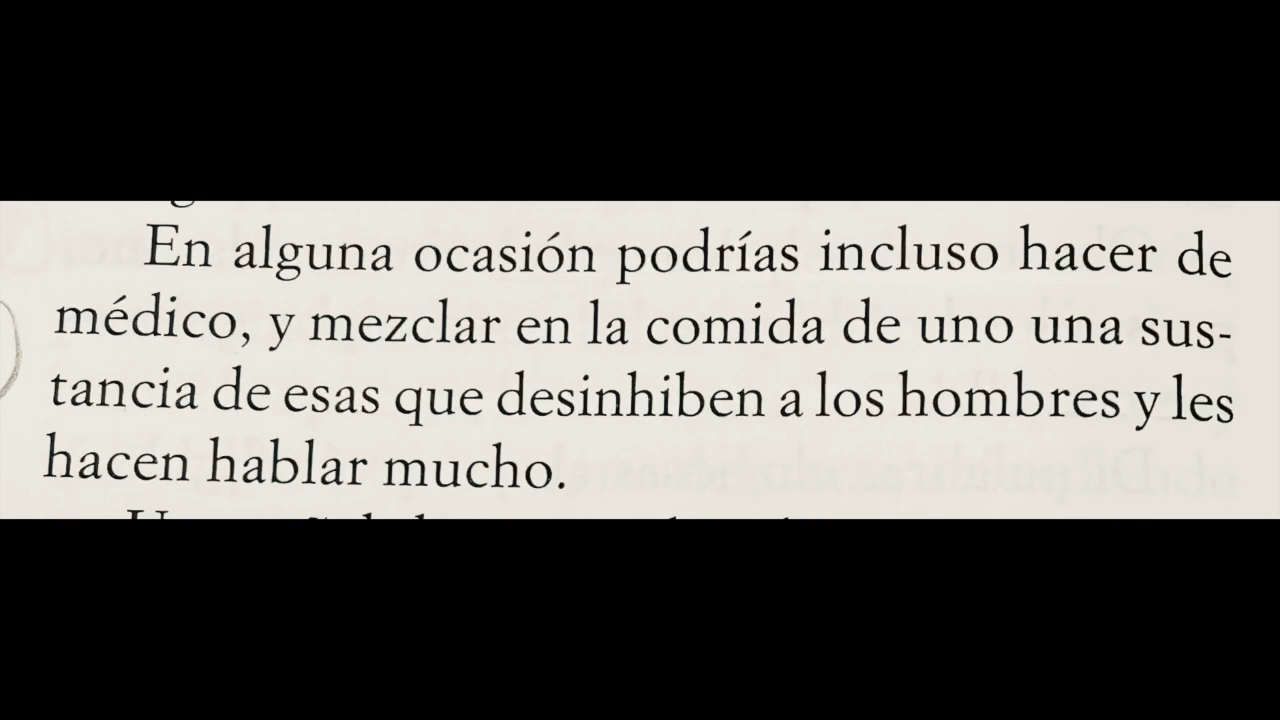 En alguna ocasión podrías incluso hacer de
médico, y mezclar en la comida de uno una sus-
tancia de esas que desinhiben a los hombres y les
hacen hablar mucho.